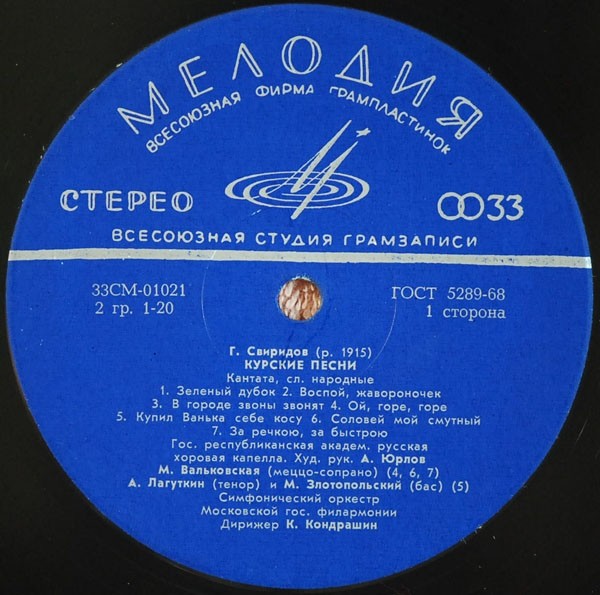 МЕЛОДИЯ
ВСЕСОЮЗНАЯ ФИРМА ГРАМПЛАСТИНОК
СТЕРЕО
33
ВСЕСОЮЗНАЯ СТУДИЯ ГРАМЗАПИСИ
33СМ-01021
2 гр. 1-20
ГОСТ 5289-68
1 сторона
Г. Свиридов (р. 1915)
КУРСКИЕ ПЕСНИ
Кантата, сл. народные
1. Зеленый дубок 2. Воспой, жавороночек
3. В городе звоны звонят 4. Ой, горе, горе
5. Купил Ванька себе косу 6. Соловей мой смутный
7. За речкою, за быстрою
Гос. республиканская академ. русская
хоровая капелла. Худ. рук. А. Юрлов
М. Вальковская (меццо-сопрано) (4, 6, 7)
А. Лагуткин (тенор) и М. Злотопольский (бас) (5)
Симфонический оркестр
Московской гос. филармонии
Дирижер К. Кондрашин